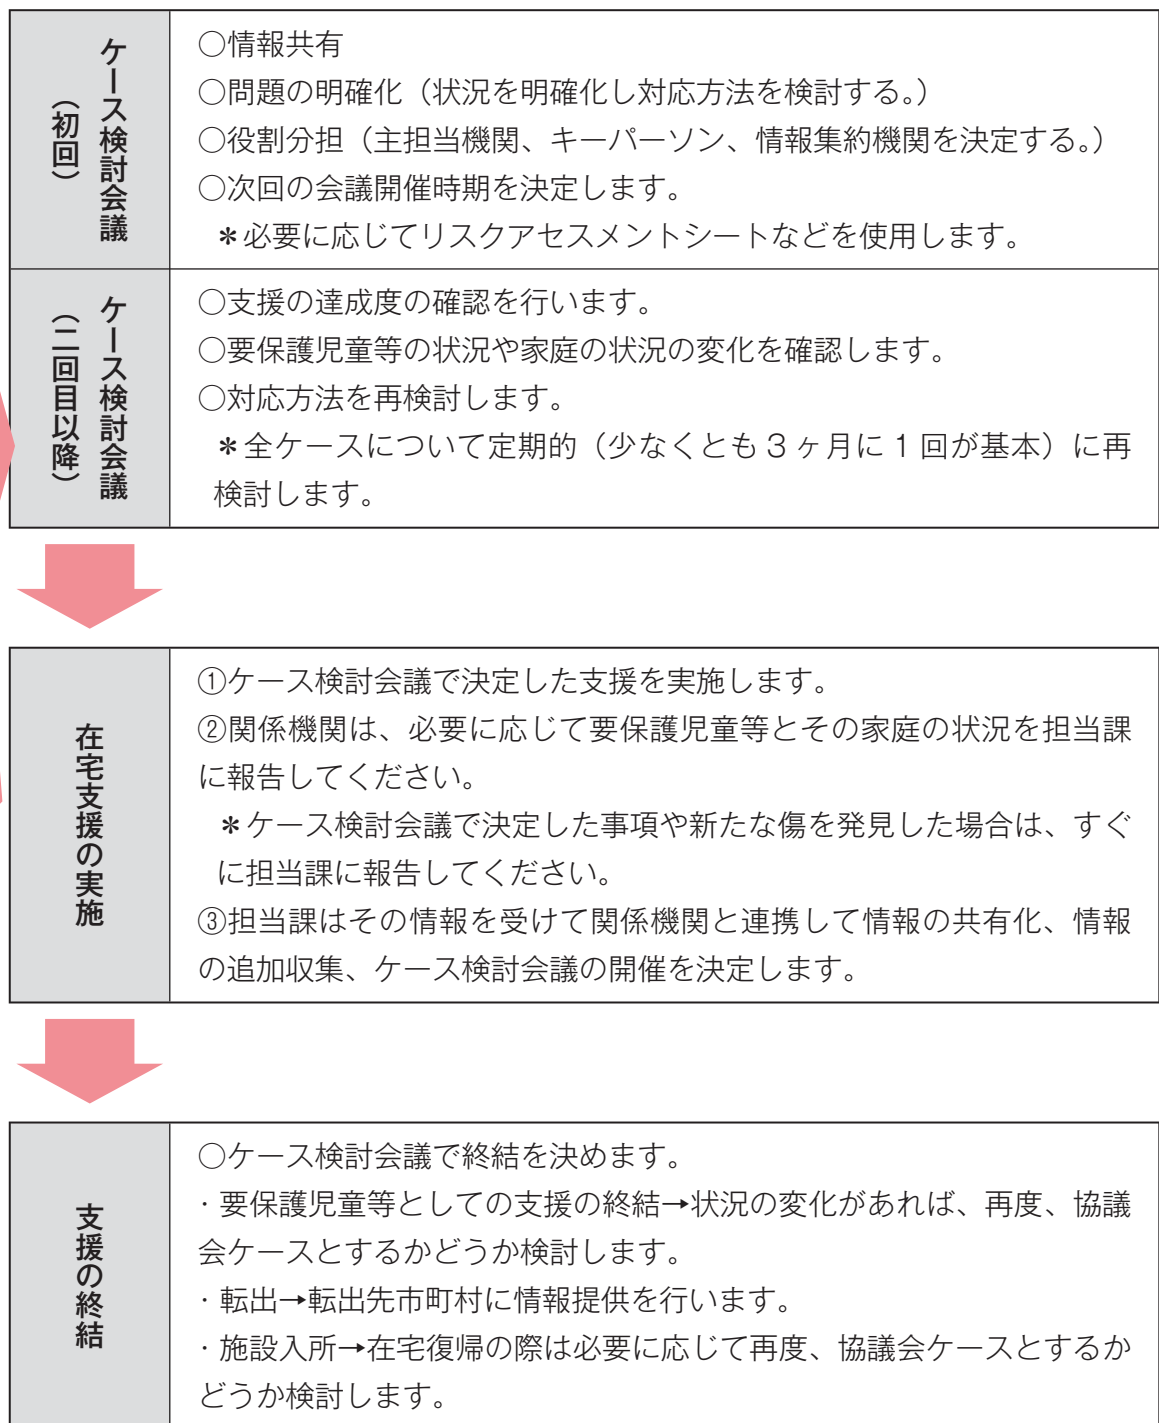 ケース検討会議
（初回）
○情報共有
○問題の明確化（状況を明確化し対応方法を検討する。）
○役割分担（主担当機関、キーパーソン、情報集約機関を決定する。）
○次回の会議開催時期を決定します。
＊必要に応じてリスクアセスメントシートなどを使用します。
ケース検討会議
（二回目以降）
○支援の達成度の確認を行います。
○要保護児童等の状況や家庭の状況の変化を確認します。
○対応方法を再検討します。
＊全ケースについて定期的（少なくとも３ヶ月に１回が基本）に再
検討します。
在宅支援の実施
①ケース検討会議で決定した支援を実施します。
②関係機関は、必要に応じて要保護児童等とその家庭の状況を担当課
に報告してください。
＊ケース検討会議で決定した事項や新たな傷を発見した場合は、すぐ
に担当課に報告してください。
③担当課はその情報を受けて関係機関と連携して情報の共有化、情報
の追加収集、ケース検討会議の開催を決定します。
支援の終結
○ケース検討会議で終結を決めます。
・要保護児童等としての支援の終結→状況の変化があれば、再度、協議
会ケースとするかどうか検討します。
・転出→転出先市町村に情報提供を行います。
・施設入所→在宅復帰の際は必要に応じて再度、協議会ケースとするか
どうか検討します。